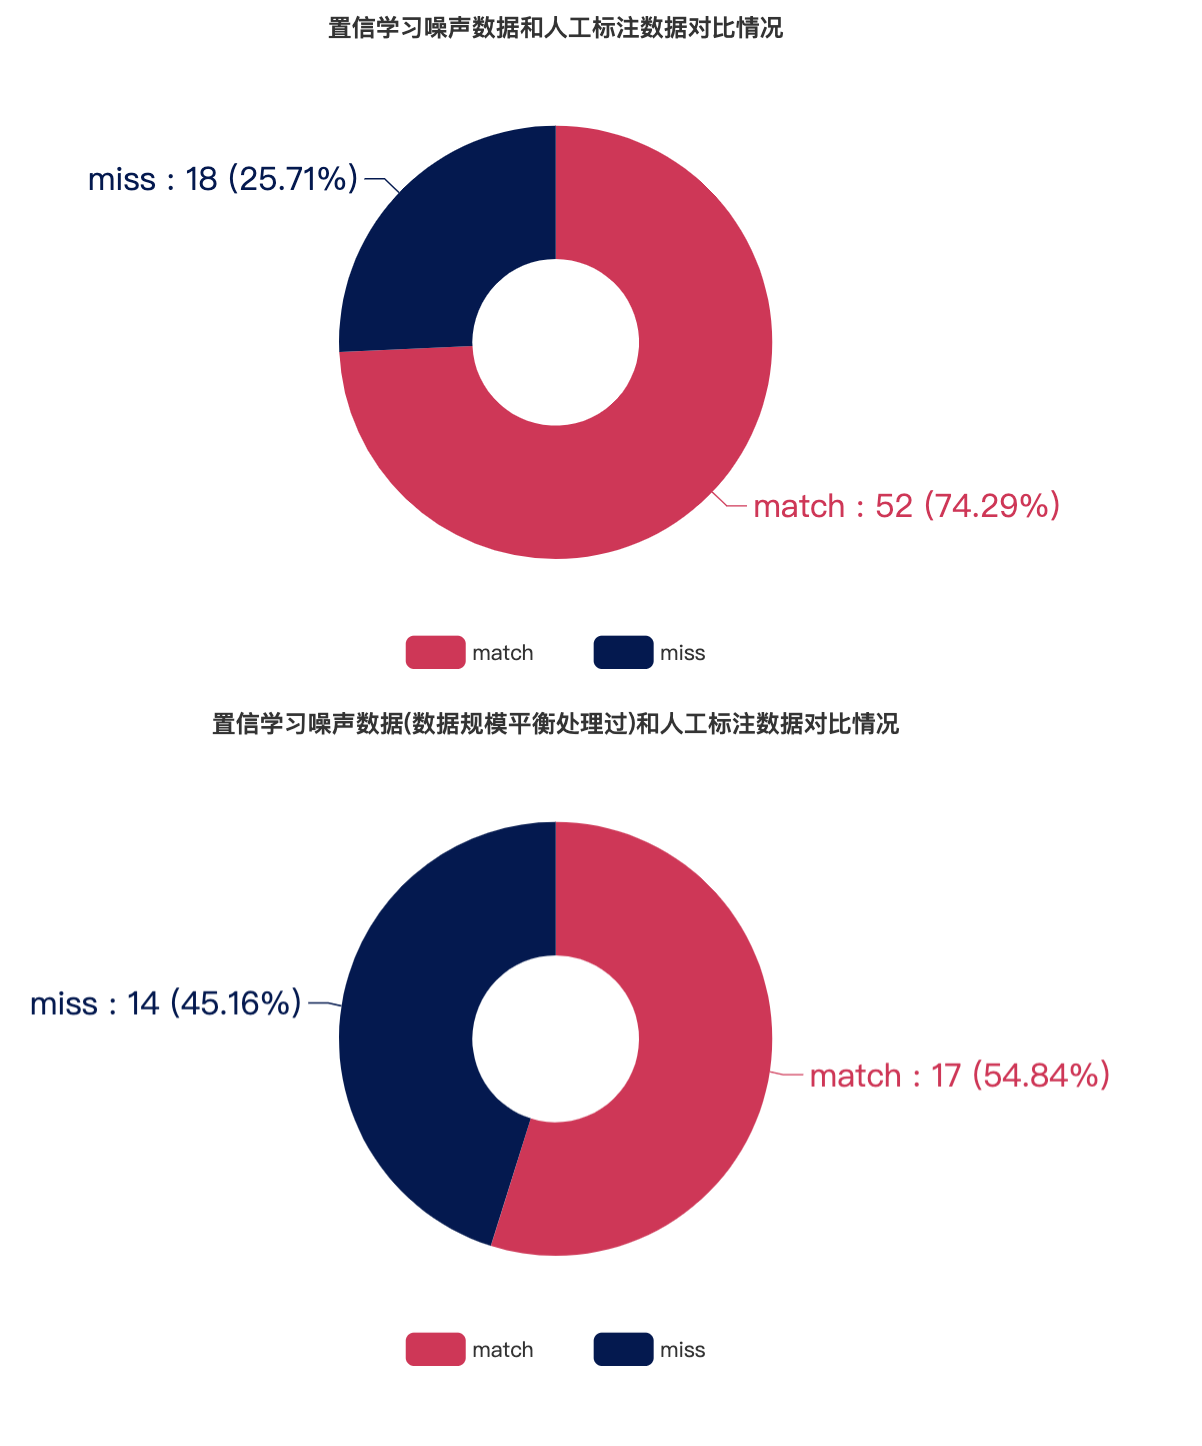 置信学习噪声数据和人工标注数据对比情况
miss : 18 (25.71%)
match : 52 (74.29%)
match miss
置信学习噪声数据(数据规模平衡处理过)和人工标注数据对比情况
miss : 14 (45.16%)
match : 17 (54.84%)
match miss